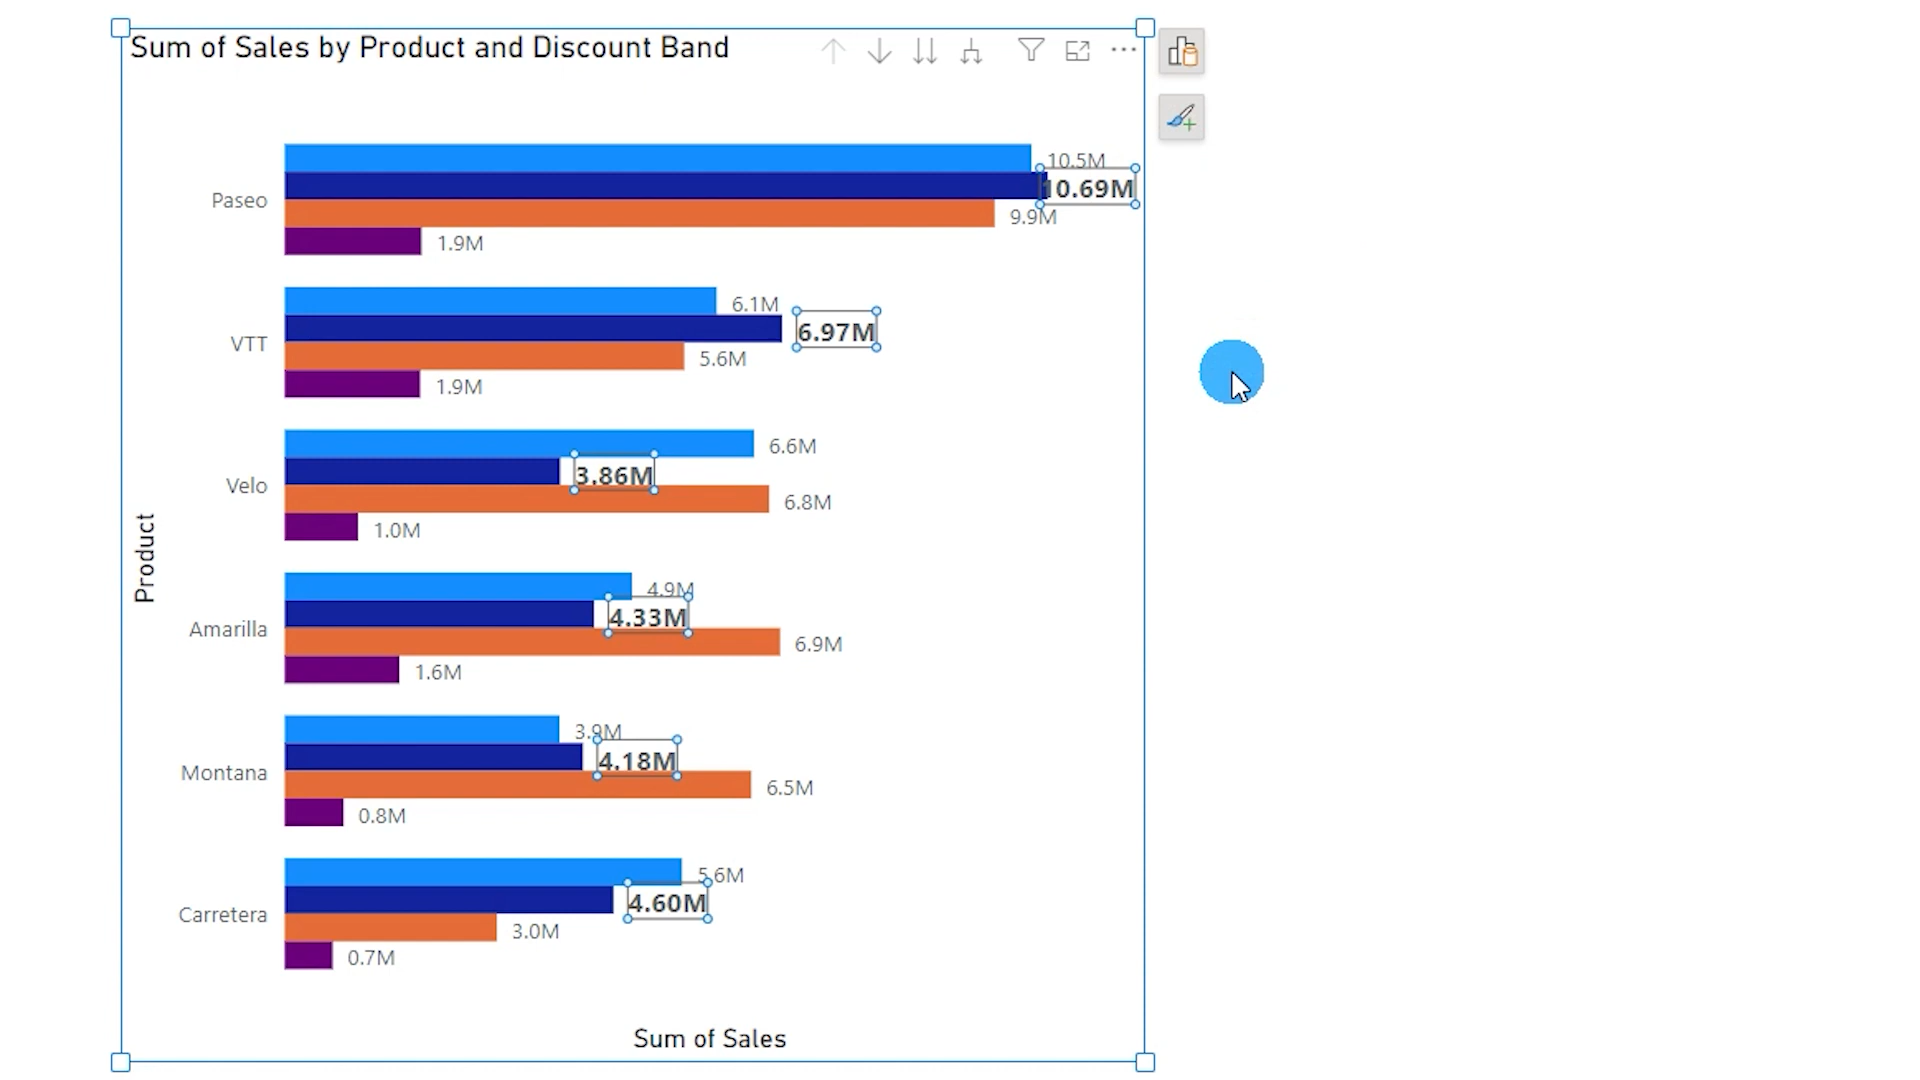 Sum of Sales by Product and Discount Band
10.5M
Paseo
10.69M
9.9M
1.9M
6.1M
VTT
6.97M
5.6M
1.9M
6.6M
Velo
3.86M
6.8M
1.0M
Product
4.9M
Amarilla
4.33M
6.9M
1.6M
3.9M
Montana
4.18M
6.5M
0.8M
5.6M
Carretera
4.60M
3.0M
0.7M
Sum of Sales